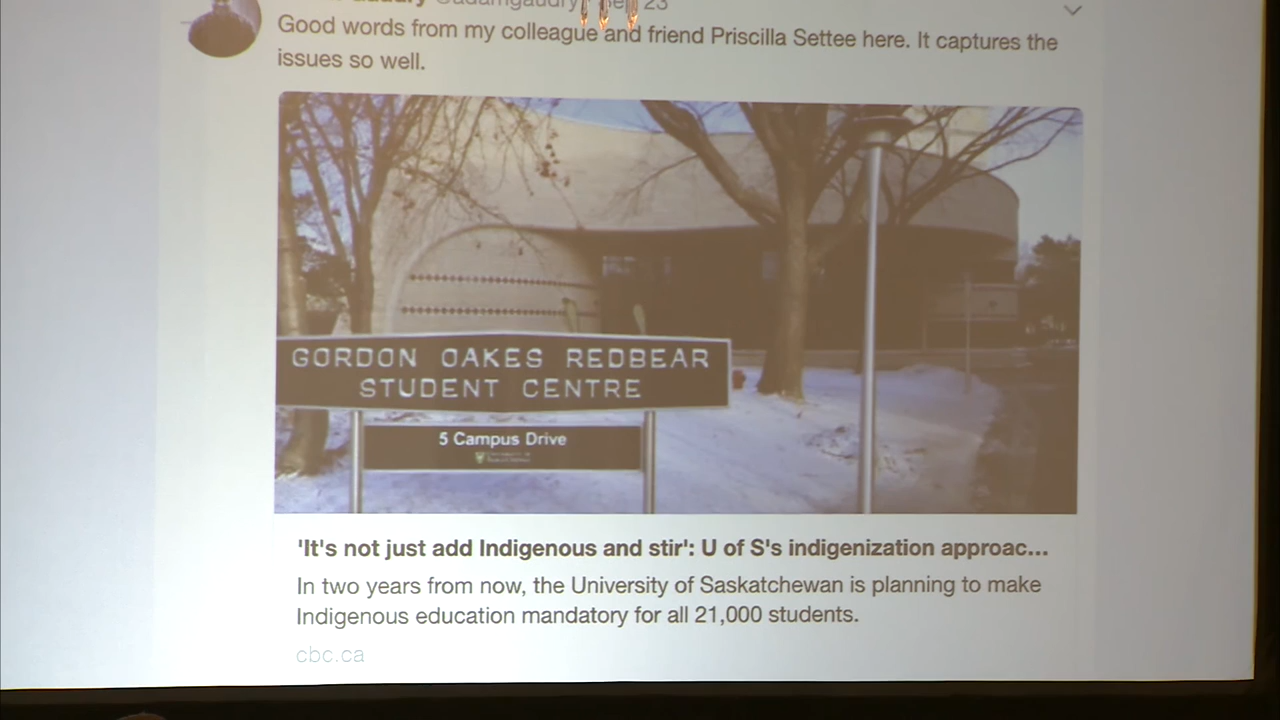 23
Good words from my colleague and friend Priscilla Settee here. It captures the
issues so well.
GORDON OAKES REDBEAR
STUDENT CENTRE
5 Campus Drive
'It's not just add Indigenous and stir': U of S's indigenization approac...
In two years from now, the University of Saskatchewan is planning to make
Indigenous education mandatory for all 21,000 students.
cbc.ca